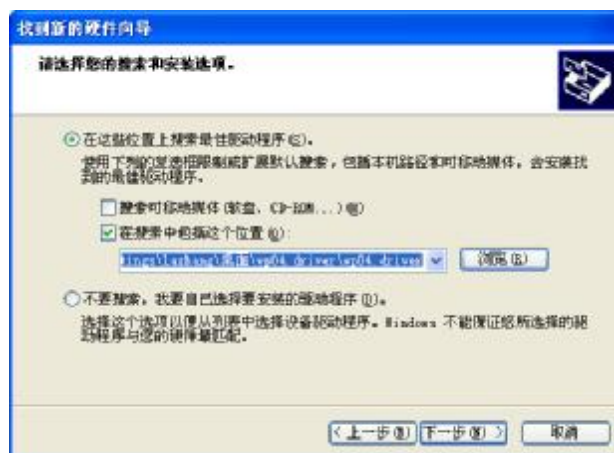 找到新的硬件向导
请选择您的搜索和安装选项。
在这些位置上搜索最佳驱动程序(S)。
使用下列的复选框限制或扩展默认搜索，包括本机路径和可移动媒体。会安装找
到的最佳驱动程序。
搜索可移动媒体(软盘、CD-ROM...)(M)
在搜索中包括这个位置(O):
浏览(R)
不要搜索。我要自己选择要安装的驱动程序(D)。
选择这个选项以便从列表中选择设备驱动程序。Windows 不能保证您所选择的驱
动程序与您的硬件最匹配。
<上一步(B) 下一步(N)> 取消